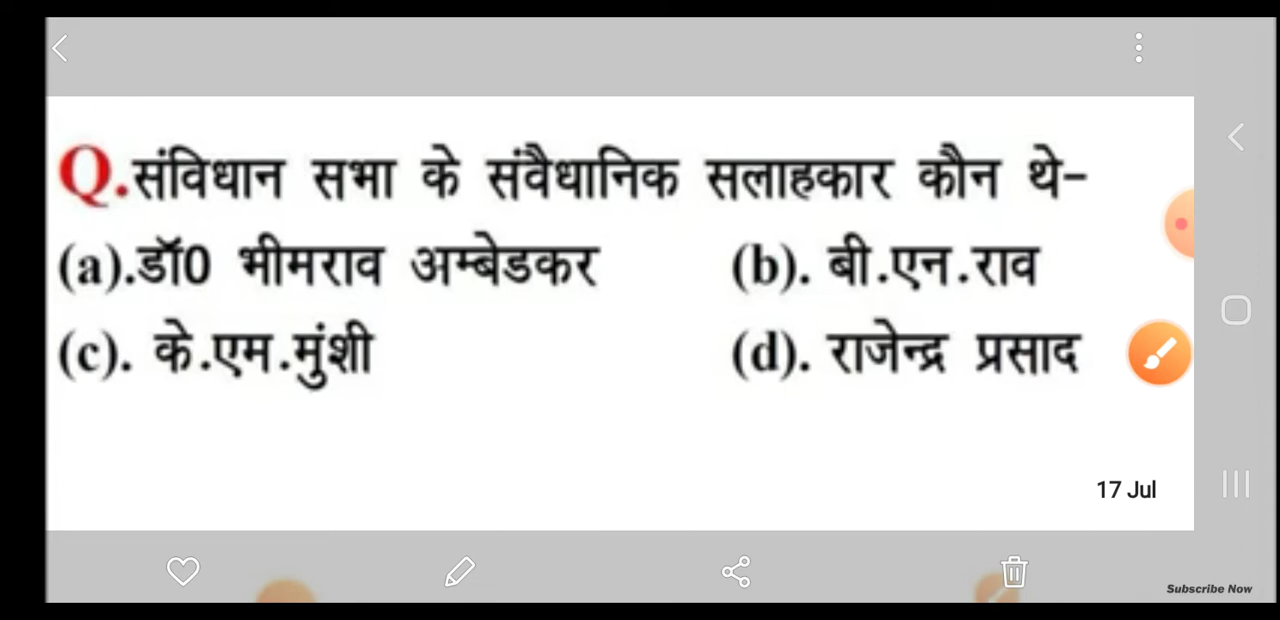 Q.संविधान सभा के संवैधानिक सलाहकार कौन थे-
(a).डॉ0 भीमराव अम्बेडकर (b). बी.एन.राव
(c). के.एम.मुंशी (d). राजेन्द्र प्रसाद
17 Jul
Subscribe Now